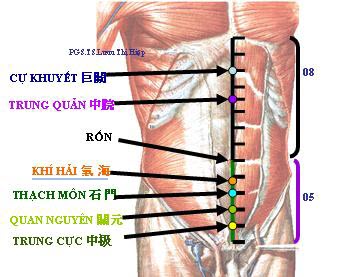 PGS.TS.Lươn Thị Hiệp
CỰ KHUYẾT 巨闕
08
TRUNG QUẢN 中脘
RỐN
KHÍ HẢI 氣 海
THẠCH MÔN 石 門
05
QUAN NGUYÊN 關元
TRUNG CỰC 中极